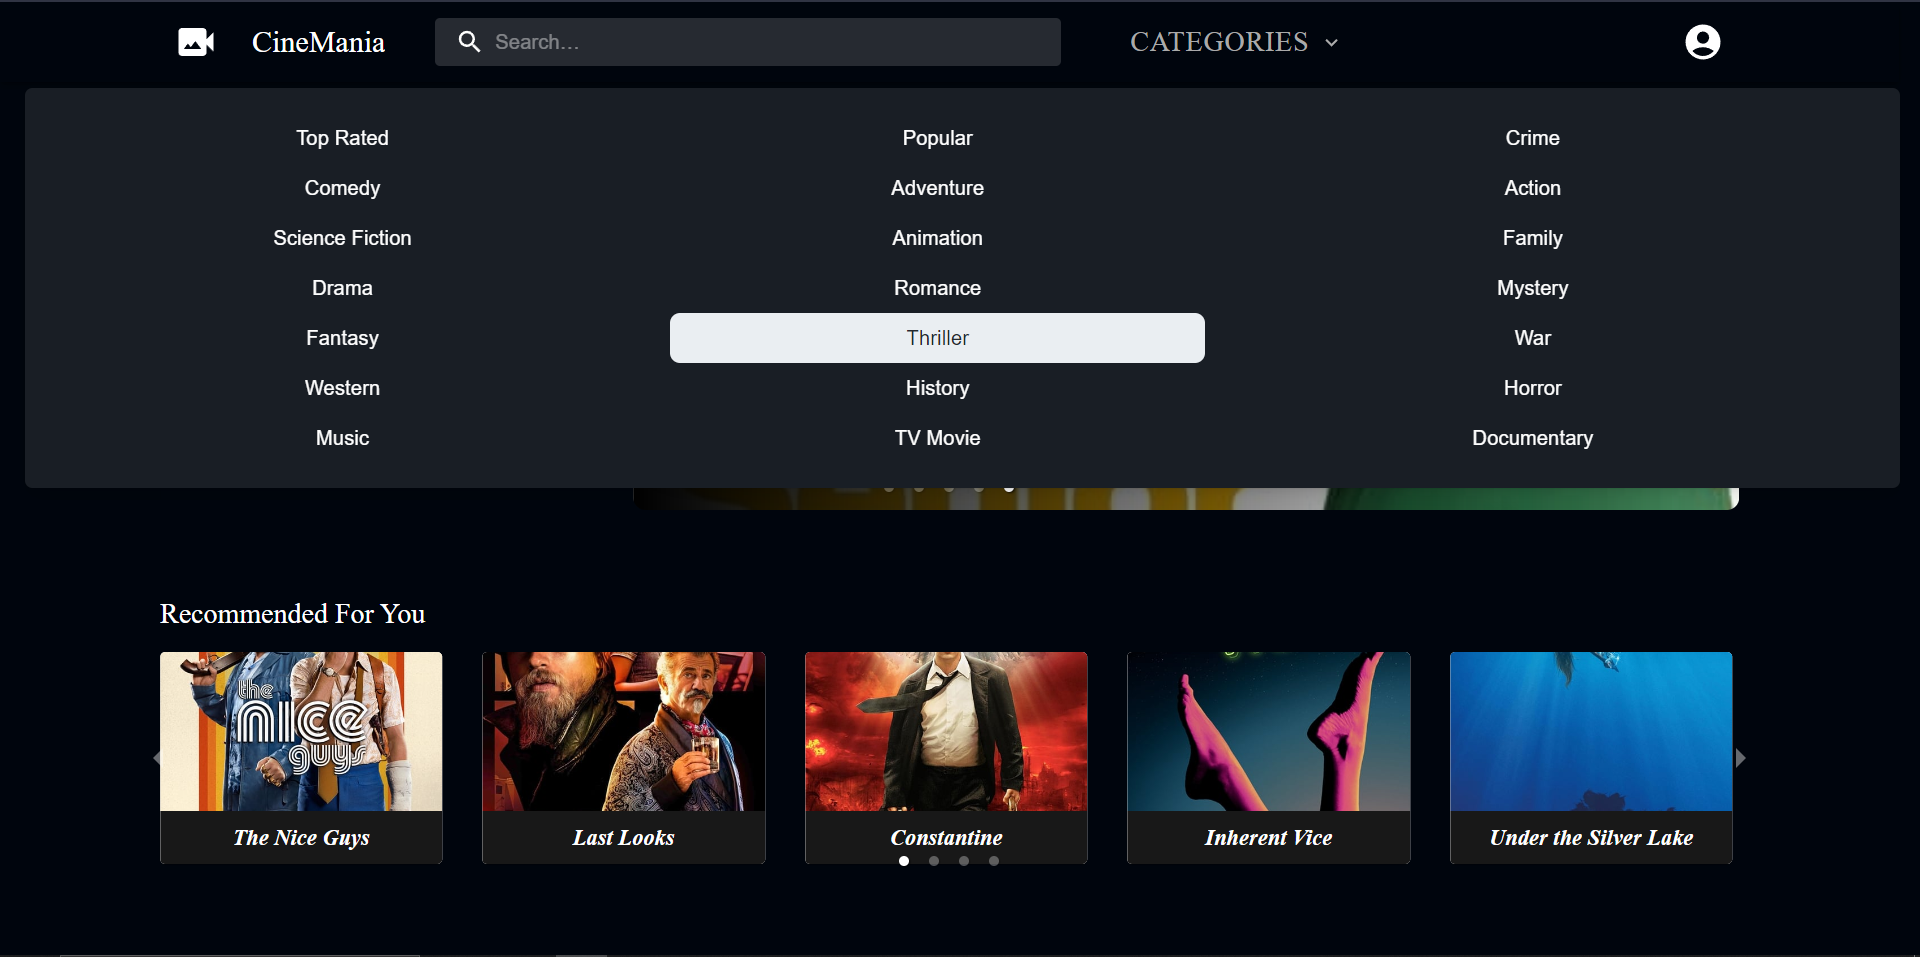 CineMania
Search...
CATEGORIES
Top Rated Popular Crime
Comedy Adventure Action
Science Fiction Animation Family
Drama Romance Mystery
Fantasy Thriller War
Western History Horror
Music TV Movie Documentary
Recommended For You
the
nice
guys
The Nice Guys
Last Looks
Constantine
Inherent Vice
Under the Silver Lake